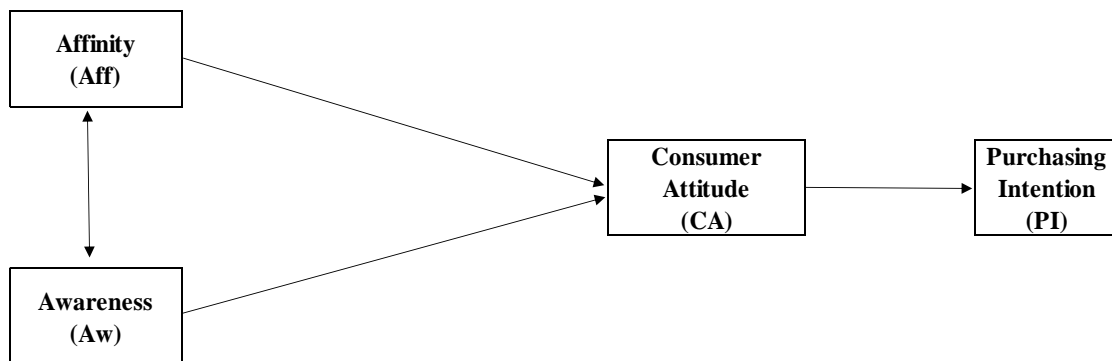 Affinity
(Aff)
Consumer
Attitude
(CA)
Purchasing
Intention
(PI)
Awareness
(Aw)